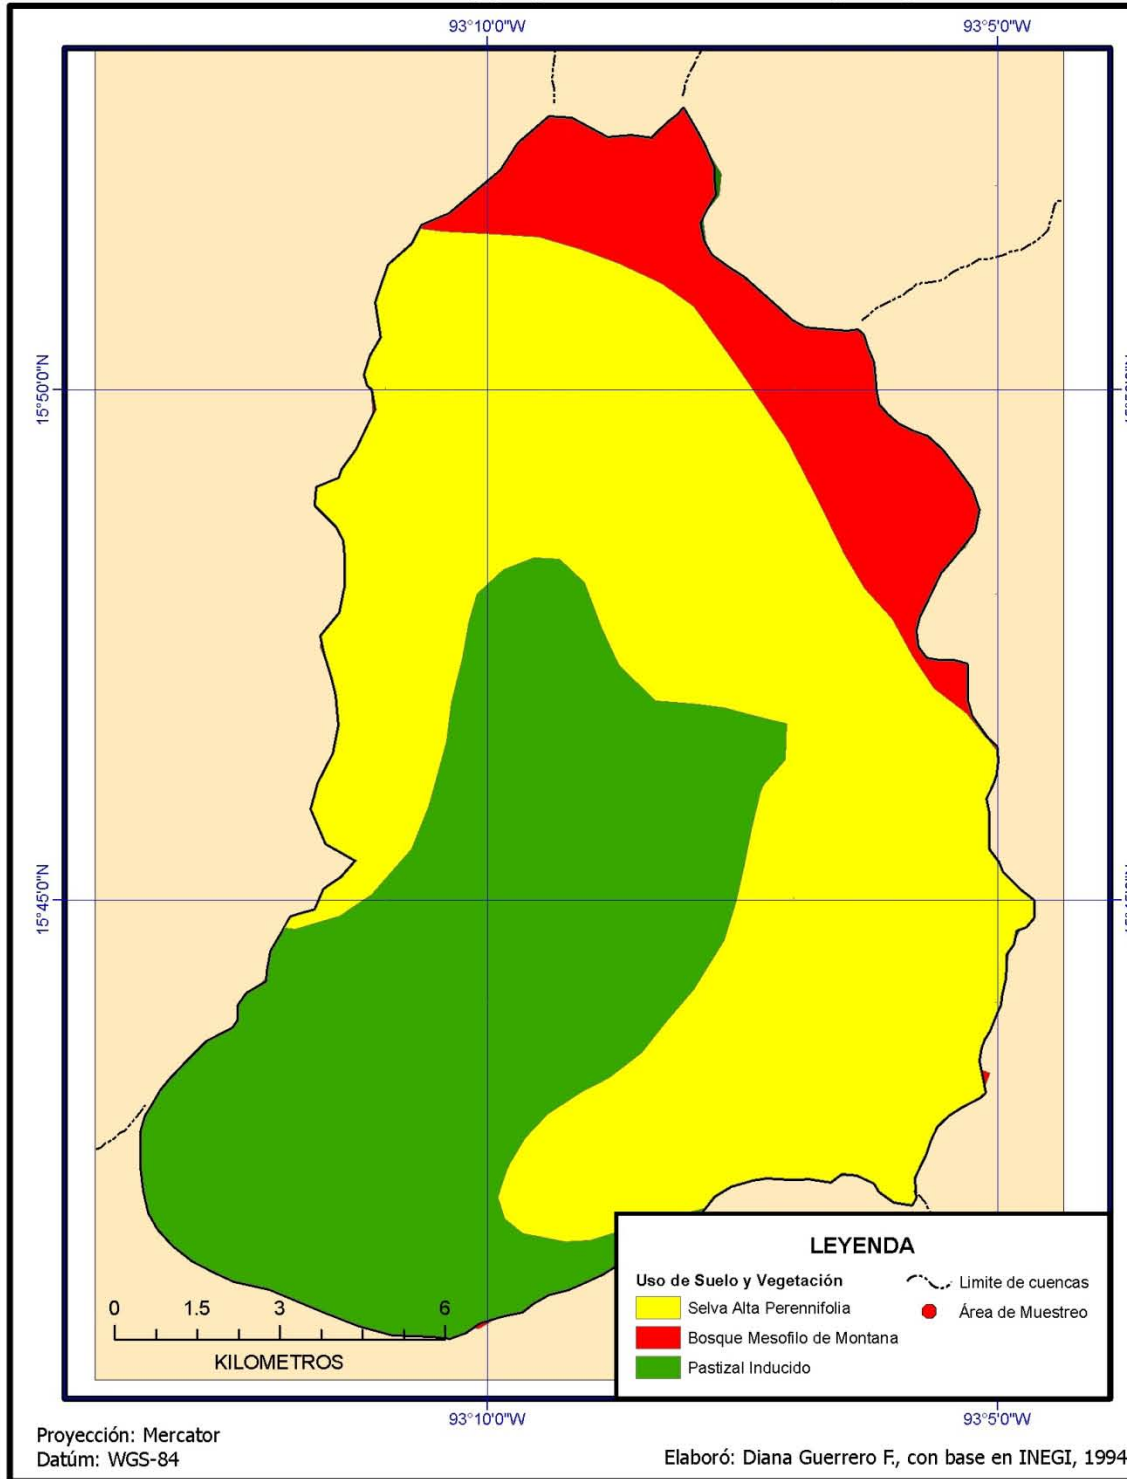 93°10'0"W 93°5'0"W
15°50'0"N
15°45'0"N
LEYENDA
Uso de Suelo y Vegetación
Selva Alta Perennifolia
Bosque Mesofilo de Montana
Pastizal Inducido
Limite de cuencas
Área de Muestreo
0 1.5 3 6
KILOMETROS
93°10'0"W 93°5'0"W
Proyección: Mercator
Datúm: WGS-84
Elaboró: Diana Guerrero F., con base en INEGI, 1994